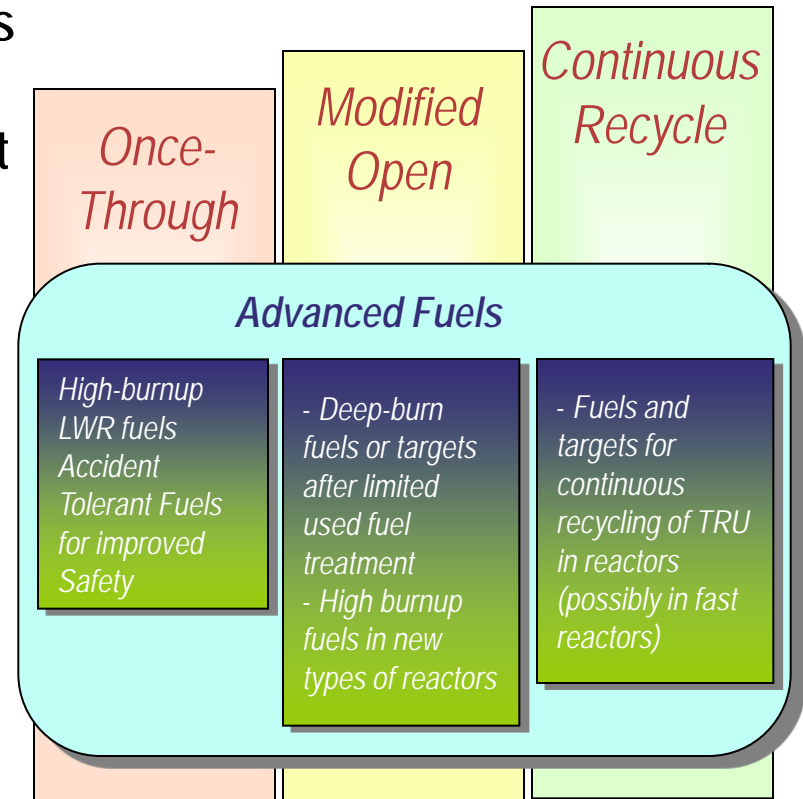 s
t
Once-
Through
Modified
Open
Continuous
Recycle
Advanced Fuels
High-burnup
LWR fuels
Accident
Tolerant Fuels
for improved
Safety
- Deep-burn
fuels or targets
after limited
used fuel
treatment
- High burnup
fuels in new
types of reactors
- Fuels and
targets for
continuous
recycling of TRU
in reactors
(possibly in fast
reactors)